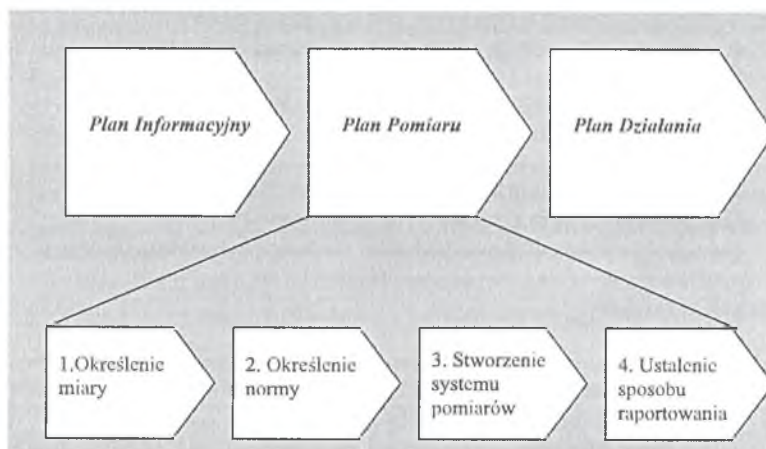 Plan Informacyjny
Plan Pomiaru
Plan Działania
1.Określenie
miary
2. Określenie
normy
3. Stworzenie
systemu
pomiarów
4. Ustalenie
sposobu
raportowania